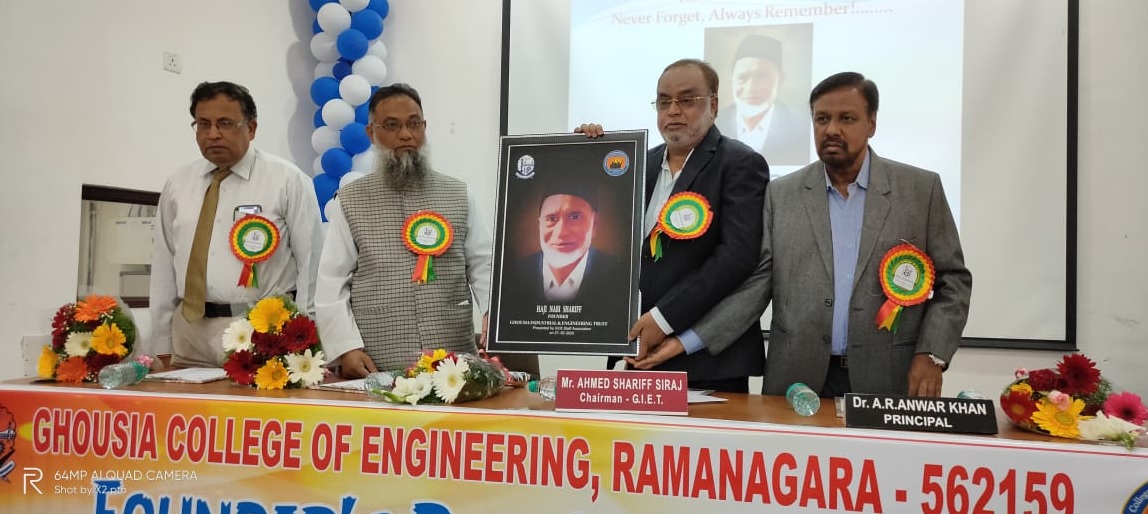 Never Forget, Always Remember!.........
HAJI NABI SHARIFF
FOUNDER
GHOUSIA INDUSTRIAL & ENGINEERING TRUST
Mr. AHMED SHARIFF SIRAJ
Chairman - G.I.E.T.
Dr. A.R.ANWAR KHAN
PRINCIPAL
GHOUSIA COLLEGE OF ENGINEERING, RAMANAGARA - 562159
R
64MP AI QUAD CAMERA
Shot by X2 pro